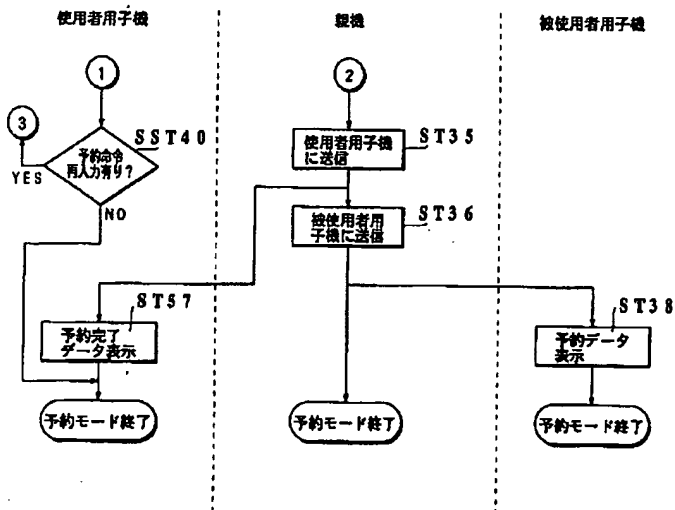 使用者用子機
親機
被使用者用子機
1
2
3
SST40
予約命令
再入力有り?
YES
NO
使用者用子機
に送信
ST35
被使用者用
子機に送信
ST36
ST57
予約完了
データ表示
ST38
予約データ
表示
予約モード終了
予約モード終了
予約モード終了